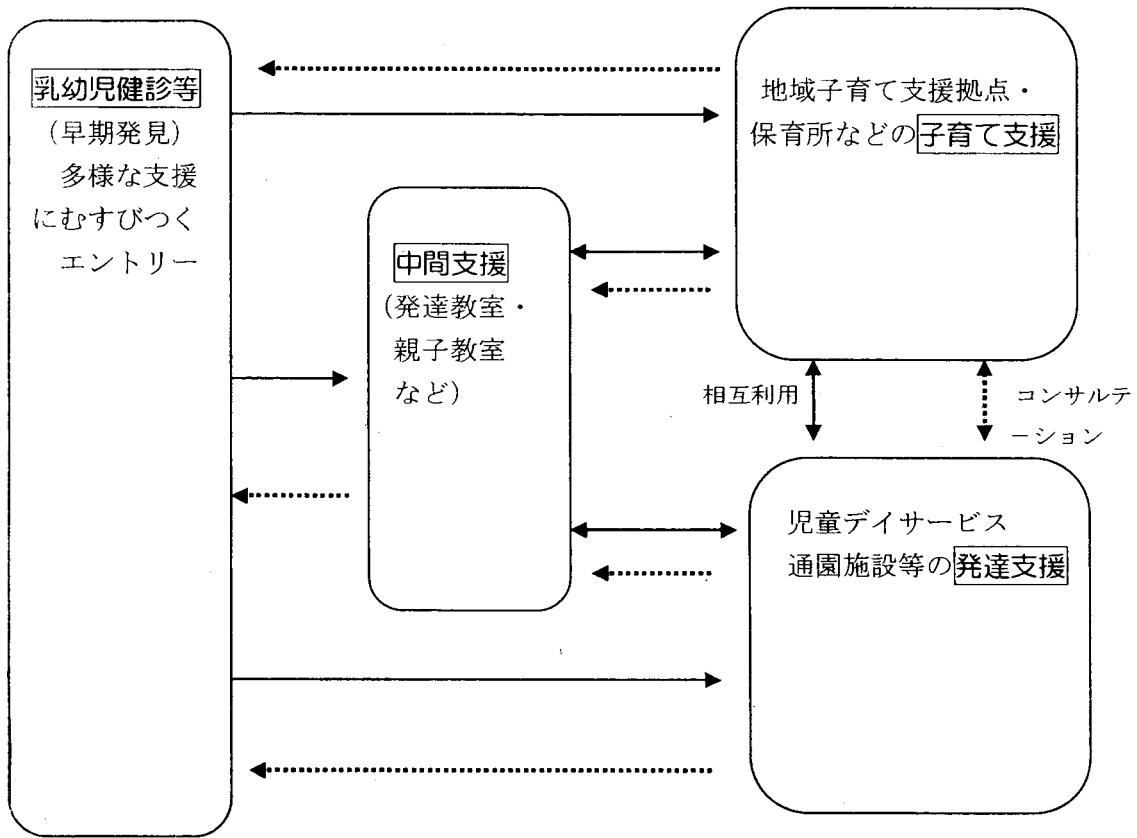 乳幼児健診等
(早期発見)
多様な支援
にむすびつく
エントリー
中間支援
(発達教室・
親子教室
など)
地域子育て支援拠点・
保育所などの子育て支援
相互利用
コンサルテ
ーション
児童デイサービス
通園施設等の発達支援